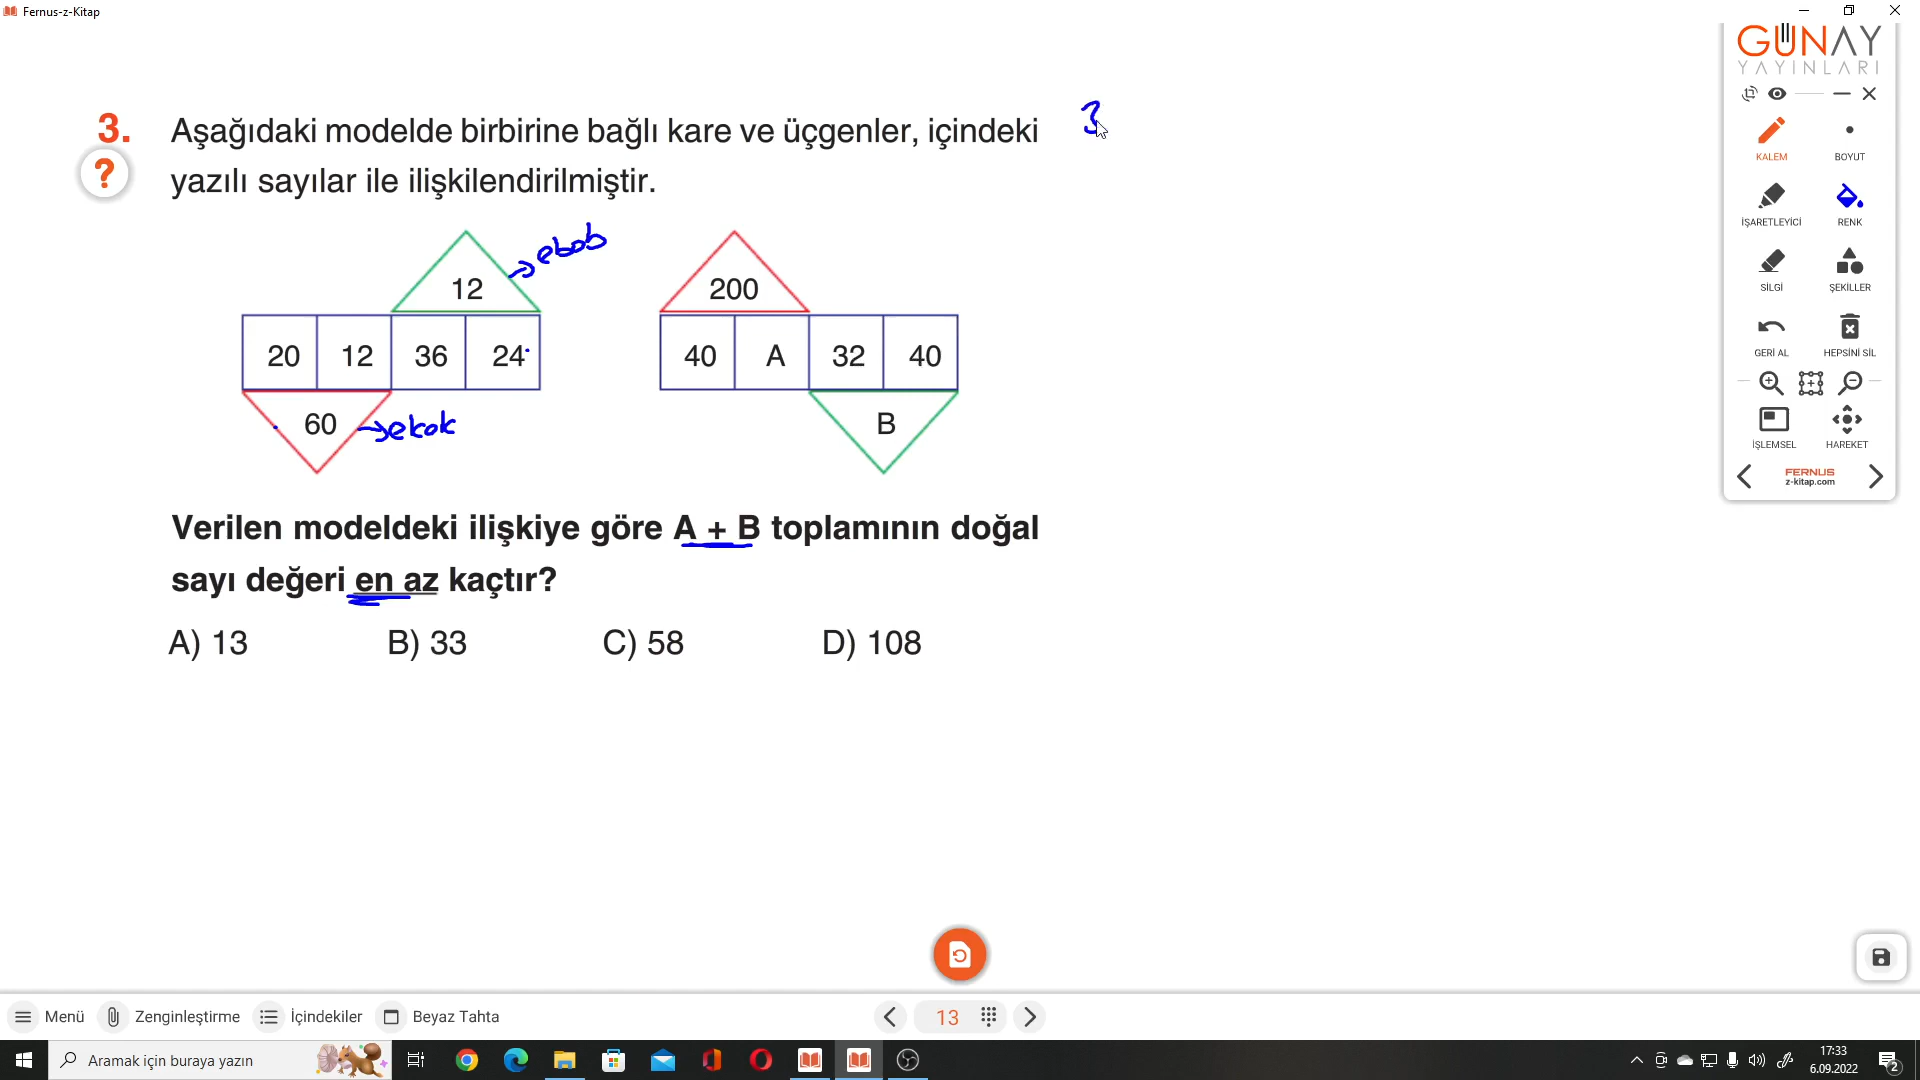 Fernus-z-Kitap
GÜNAY
YAYINLARI
3. Aşağıdaki modelde birbirine bağlı kare ve üçgenler, içindeki
3
? yazılı sayılar ile ilişkilendirilmiştir.
KALEM BOYUT
İŞARETLEYİCİ RENK
SİLGİ ŞEKİLLER
GERİ AL HEPSİNİ SİL
İŞLEMSEL HAREKET
FERNUS
z-kitap.com
12 → ebob
20 12 36 24
60 → ekok
200
40 A 32 40
B
Verilen modeldeki ilişkiye göre A + B toplamının doğal
sayı değeri en az kaçtır?
A) 13 B) 33 C) 58 D) 108
Menü Zenginleştirme İçindekiler Beyaz Tahta 13
Aramak için buraya yazın
17:33
6.09.2022
2